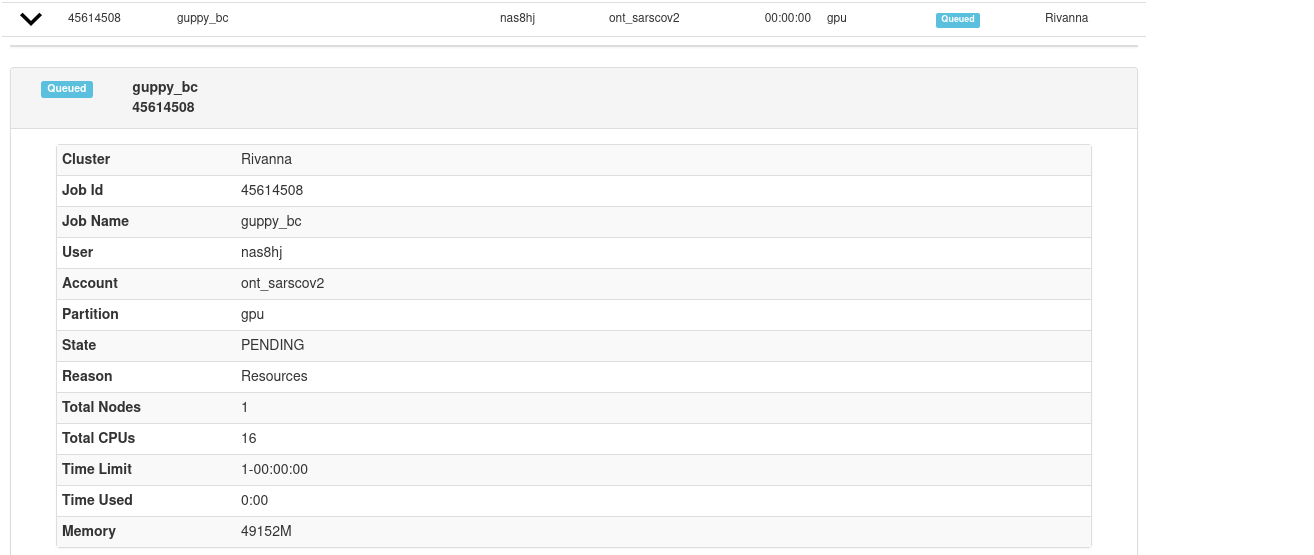 45614508 guppy_bc nas8hj ont_sarscov2 00:00:00 gpu Queued Rivanna
Queued guppy_bc
45614508
Cluster Rivanna
Job Id 45614508
Job Name guppy_bc
User nas8hj
Account ont_sarscov2
Partition gpu
State PENDING
Reason Resources
Total Nodes 1
Total CPUs 16
Time Limit 1-00:00:00
Time Used 0:00
Memory 49152M